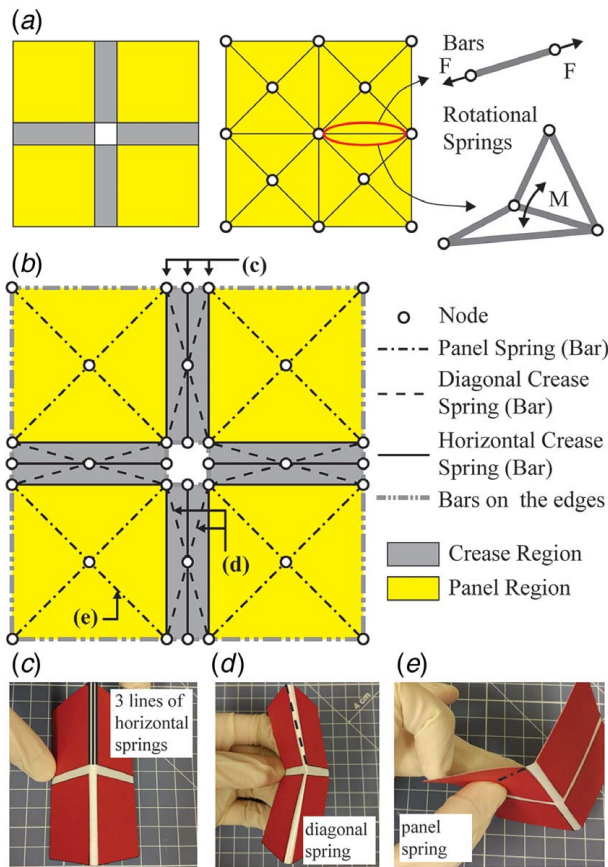 (a)
Bars
F
F
Rotational
Springs
M
(b)
(c)
Node
Panel Spring (Bar)
Diagonal Crease
Spring (Bar)
Horizontal Crease
Spring (Bar)
Bars on the edges
(d)
Crease Region
(e)
Panel Region
(c)
(d)
(e)
3 lines of
horizontal
springs
4 cm
diagonal
spring
panel
spring